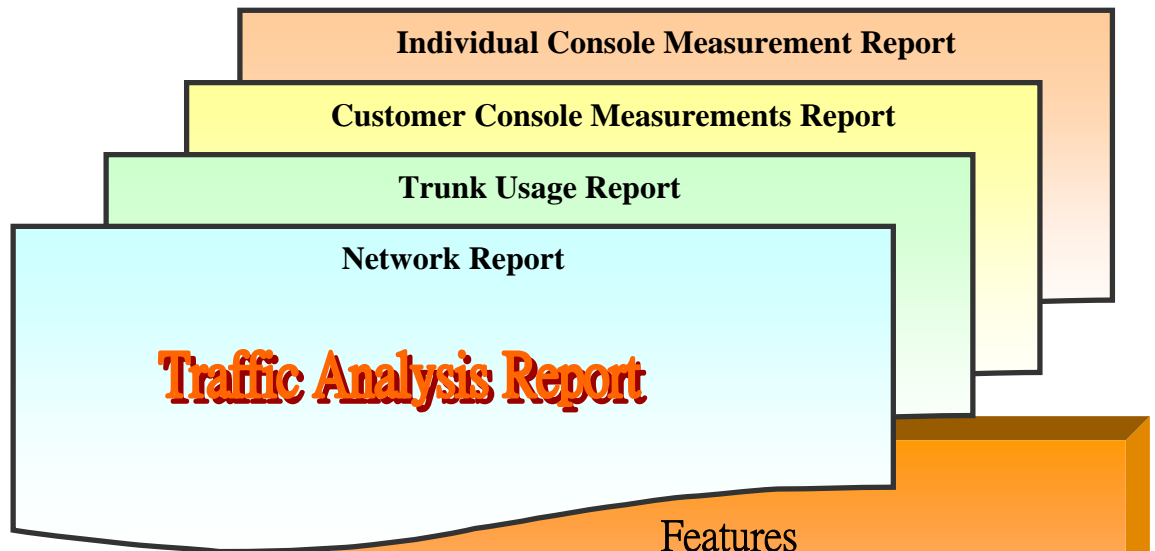 Individual Console Measurement Report
Customer Console Measurements Report
Trunk Usage Report
Network Report
Traffic Analysis Report
Features